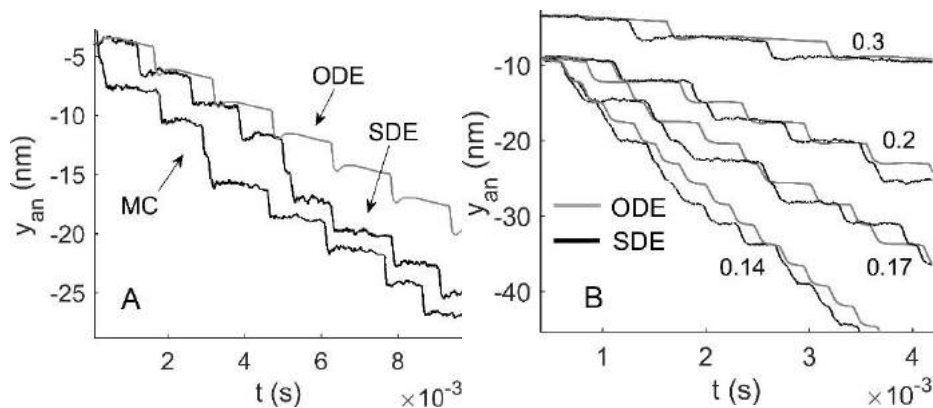 -5
-10
-15
-20
-25
y_an (nm)
ODE
SDE
MC
A
2
4
6
8
t (s)
×10⁻³
-10
-20
-30
-40
y_an (nm)
0.3
0.2
ODE
SDE
0.14
0.17
B
1
2
3
4
t (s)
×10⁻³